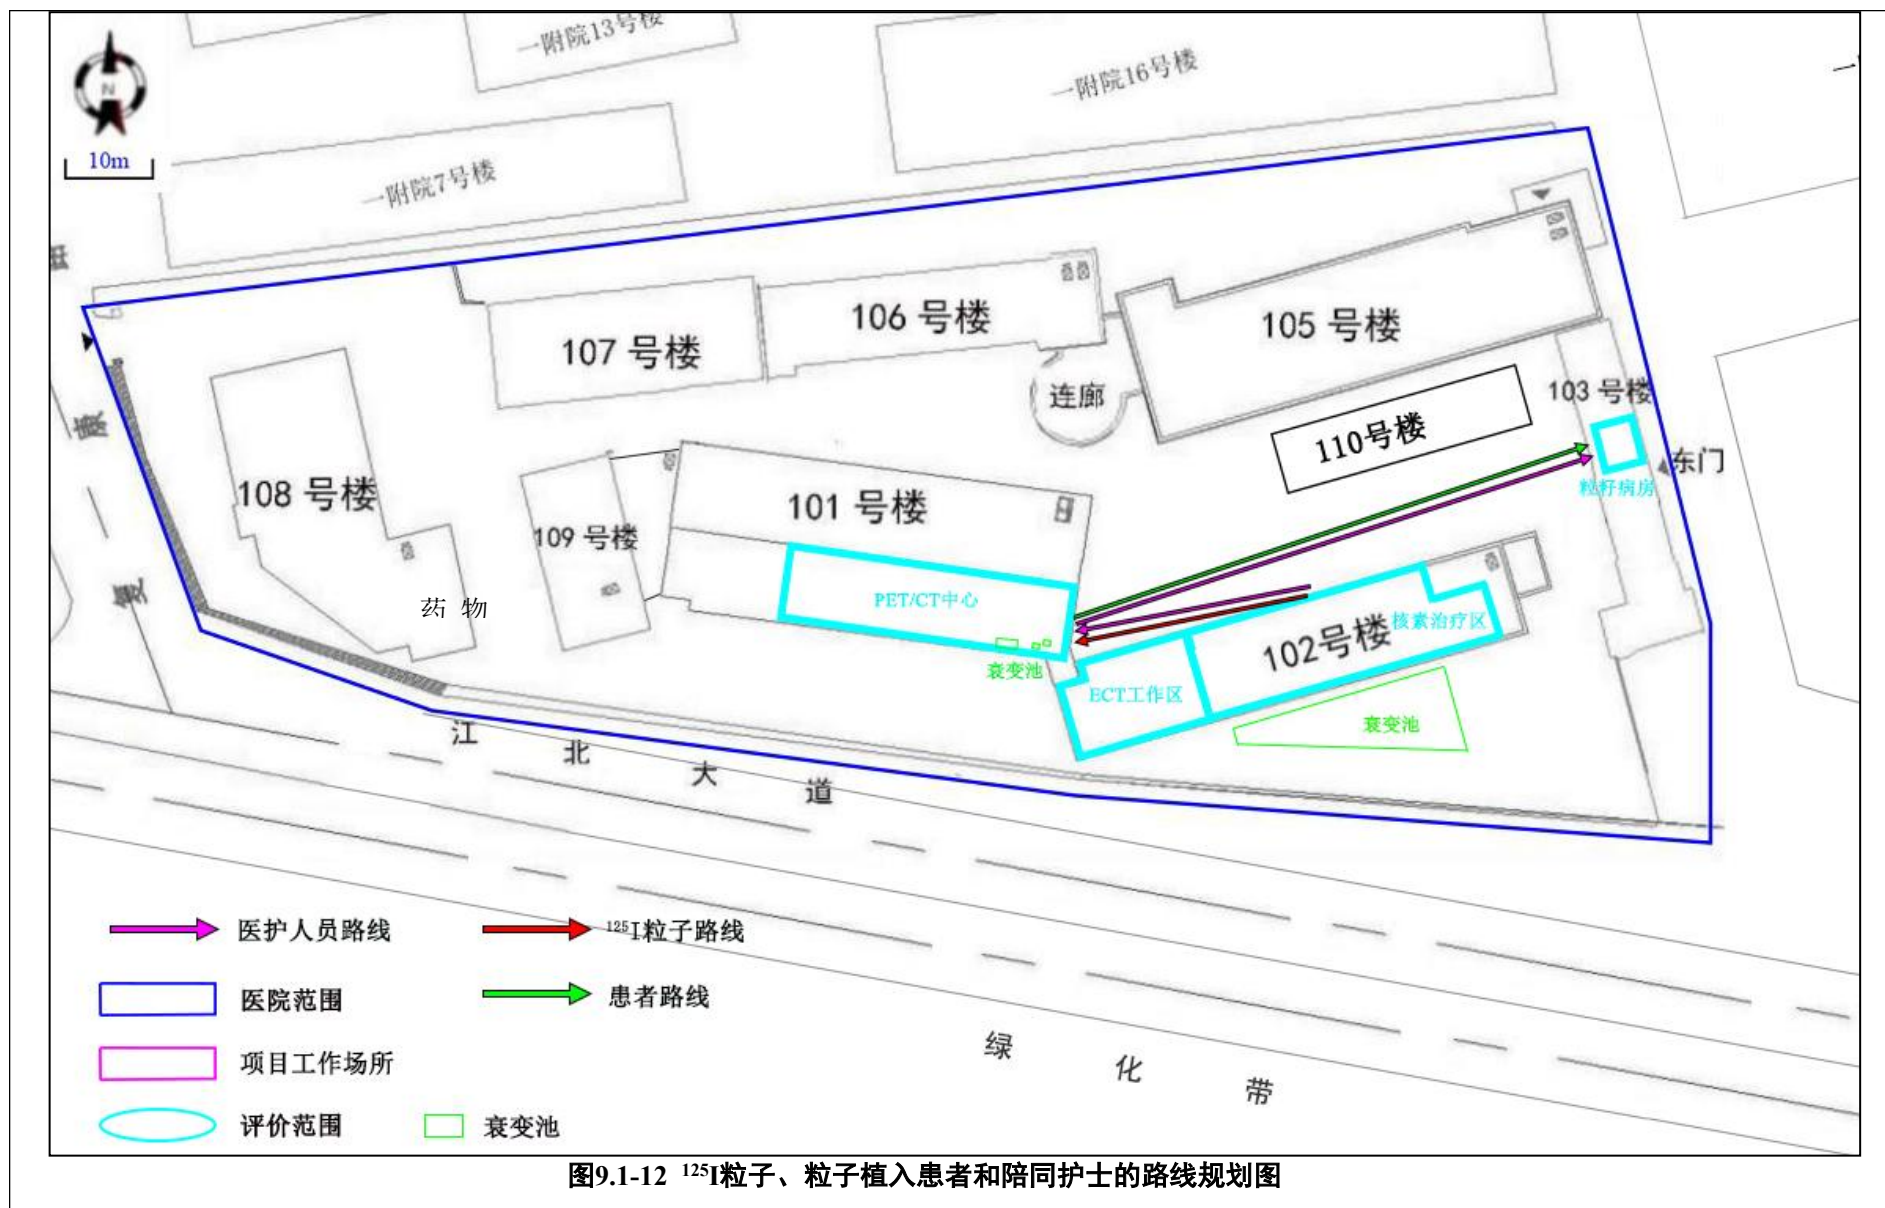 一附院13号楼
一附院16号楼
一
N
10m
一附院7号楼
路
康
复
107 号楼
106 号楼
105 号楼
连廊
103 号楼
110号楼
东门
粒籽病房
108 号楼
109 号楼
101 号楼
药 物
PET/CT中心
核素治疗区
102号楼
衰变池
ECT工作区
衰变池
江 北 大 道
医护人员路线
¹²⁵I粒子路线
医院范围
患者路线
项目工作场所
评价范围
衰变池
绿 化 带
图9.1-12 ¹²⁵I粒子、粒子植入患者和陪同护士的路线规划图